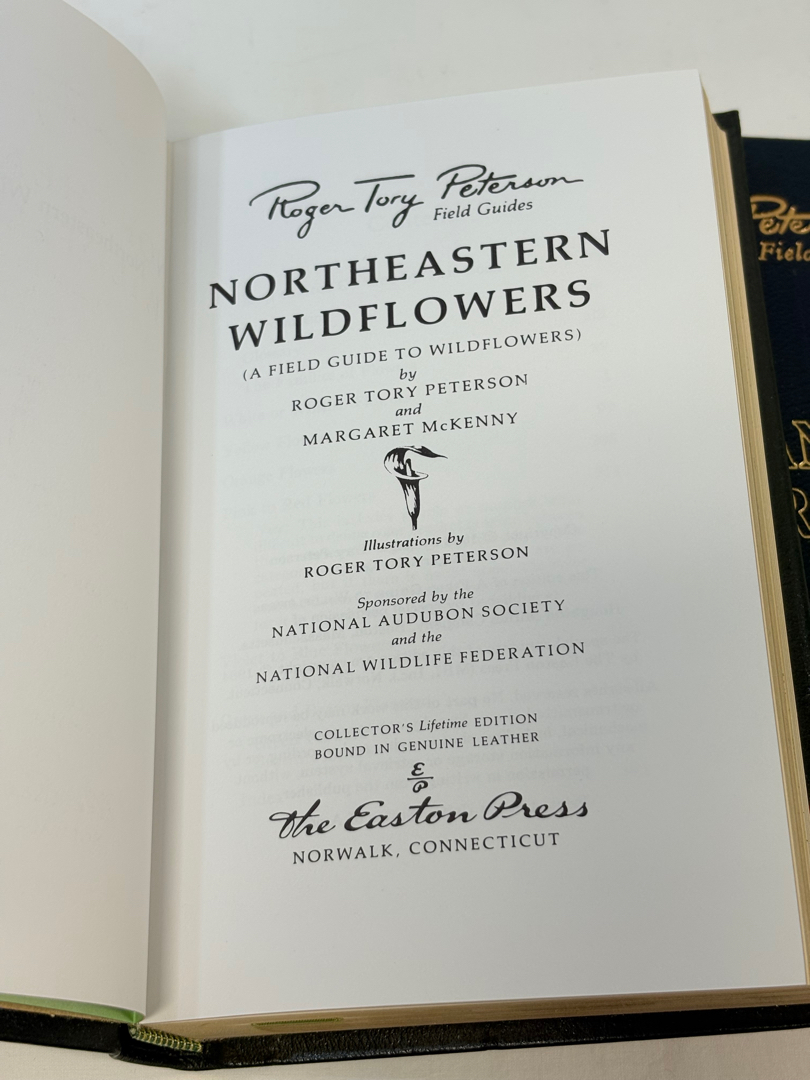 Roger Tory Peterson
Field Guides
NORTHEASTERN
WILDFLOWERS
(A FIELD GUIDE TO WILDFLOWERS)
by
ROGER TORY PETERSON
and
MARGARET McKENNY
Illustrations by
ROGER TORY PETERSON
Sponsored by the
NATIONAL AUDUBON SOCIETY
and the
NATIONAL WILDLIFE FEDERATION
COLLECTOR'S Lifetime EDITION
BOUND IN GENUINE LEATHER
E
P
The Easton Press
NORWALK, CONNECTICUT